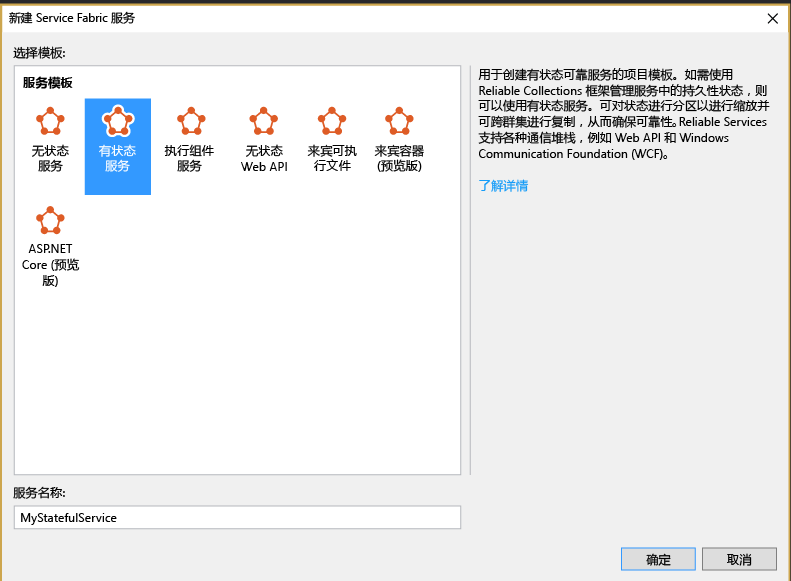 新建 Service Fabric 服务
选择模板:
服务模板
无状态
服务
有状态
服务
执行组件
服务
无状态
Web API
来宾可执
行文件
来宾容器
(预览版)
ASP.NET
Core (预览
版)
用于创建有状态可靠服务的项目模板。如需使用
Reliable Collections 框架管理服务中的持久性状态，则
可以使用有状态服务。可对状态进行分区以进行缩放并
可跨群集进行复制，从而确保可靠性。Reliable Services
支持各种通信堆栈，例如 Web API 和 Windows
Communication Foundation (WCF)。
了解详情
服务名称:
MyStatefulService
确定
取消